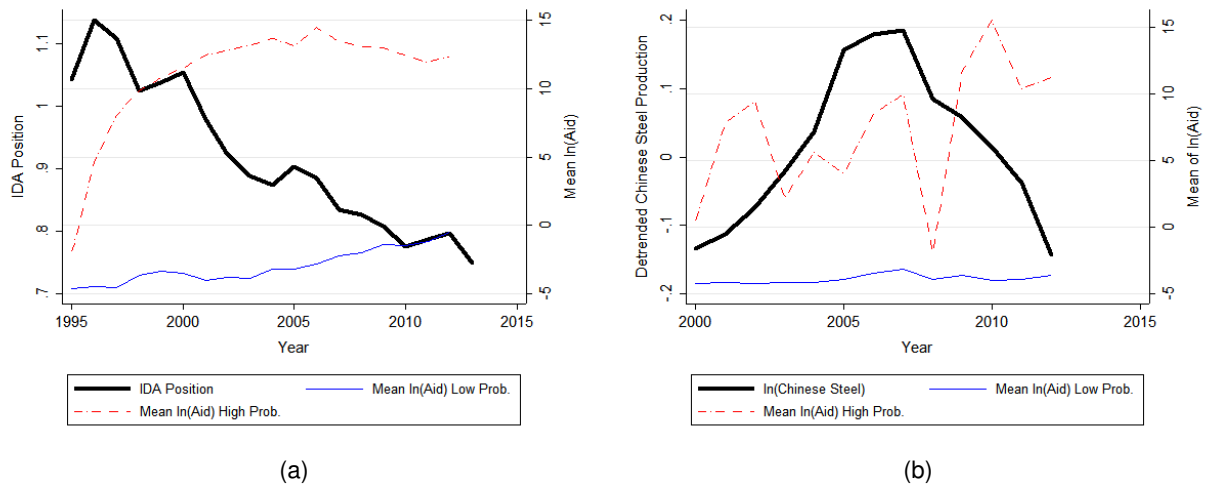 IDA Position
1.1
1
.9
.8
.7
15
10
5
0
-5
Mean ln(Aid)
1995 2000 2005 2010 2015
Year
IDA Position Mean ln(Aid) Low Prob.
Mean ln(Aid) High Prob.
(a)
Detrended Chinese Steel Production
.2
.1
0
-.1
-.2
15
10
5
0
-5
Mean of ln(Aid)
2000 2005 2010 2015
Year
ln(Chinese Steel) Mean ln(Aid) Low Prob.
Mean ln(Aid) High Prob.
(b)